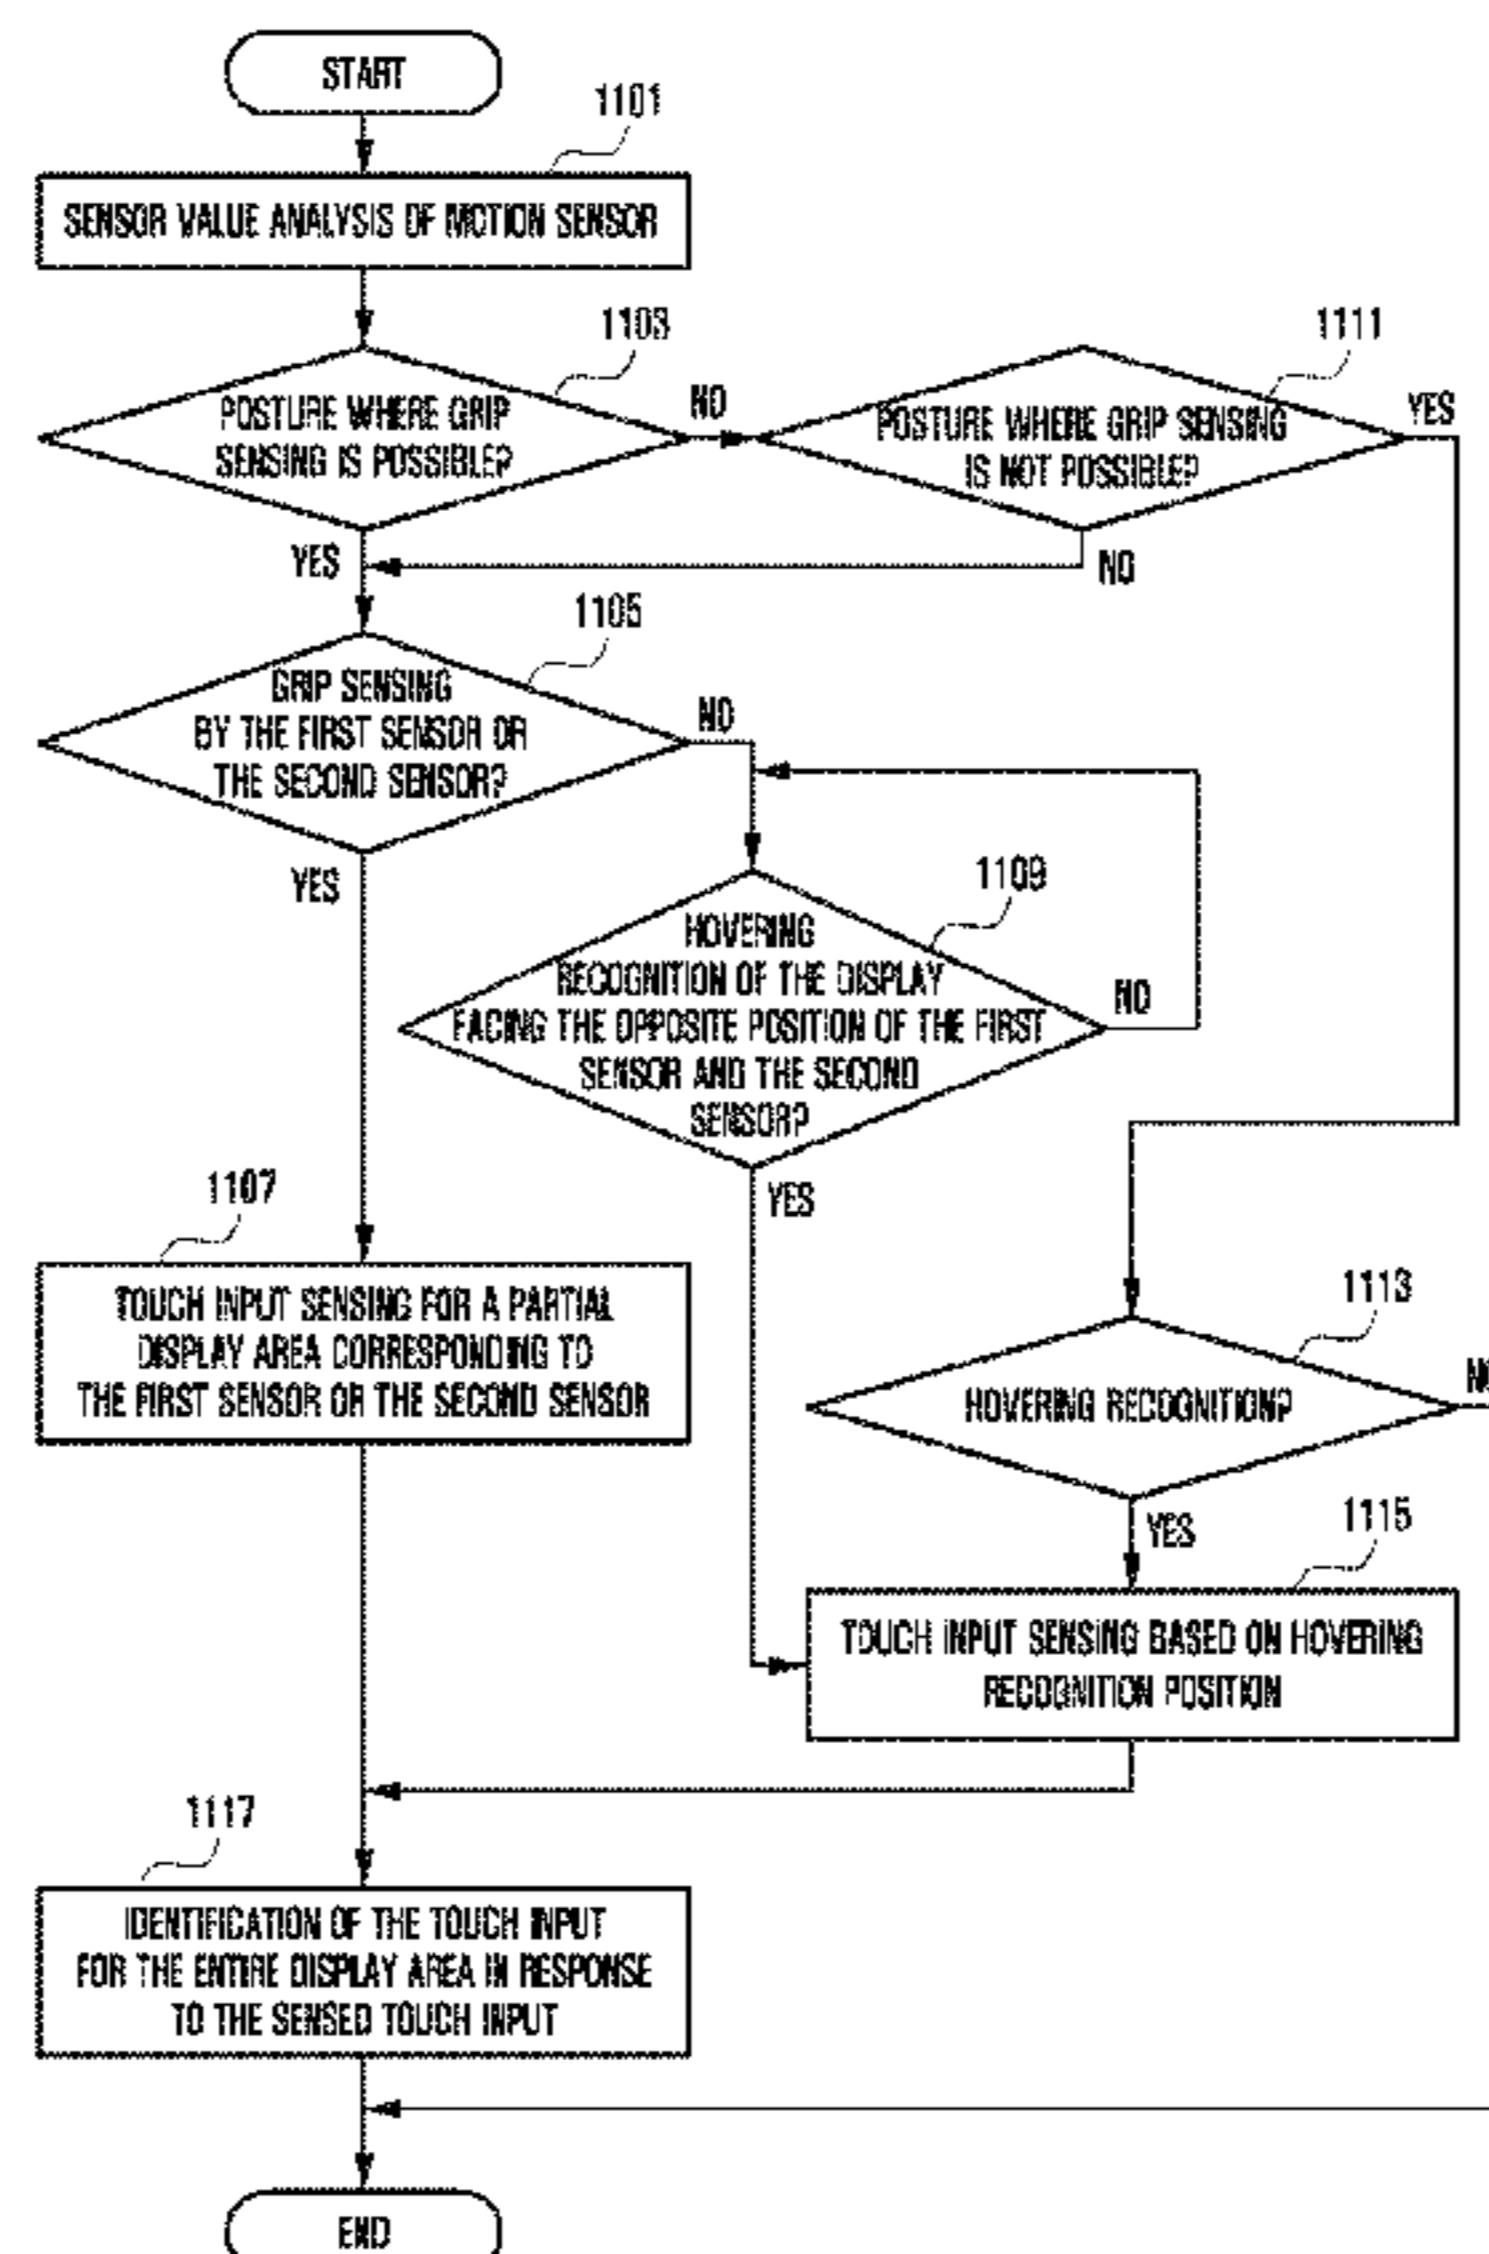 START
1101
SENSOR VALUE ANALYSIS OF MOTION SENSOR
1103
POSTURE WHERE GRIP
SENSING IS POSSIBLE?
NO
1111
POSTURE WHERE GRIP SENSING
IS NOT POSSIBLE?
YES
YES
NO
1105
GRIP SENSING
BY THE FIRST SENSOR OR
THE SECOND SENSOR?
NO
YES
1109
HOVERING
RECOGNITION OF THE DISPLAY
FACING THE OPPOSITE POSITION OF THE FIRST
SENSOR AND THE SECOND
SENSOR?
NO
YES
1107
TOUCH INPUT SENSING FOR A PARTIAL
DISPLAY AREA CORRESPONDING TO
THE FIRST SENSOR OR THE SECOND SENSOR
1113
HOVERING RECOGNITION?
NO
YES
1115
TOUCH INPUT SENSING BASED ON HOVERING
RECOGNITION POSITION
1117
IDENTIFICATION OF THE TOUCH INPUT
FOR THE ENTIRE DISPLAY AREA IN RESPONSE
TO THE SENSED TOUCH INPUT
END